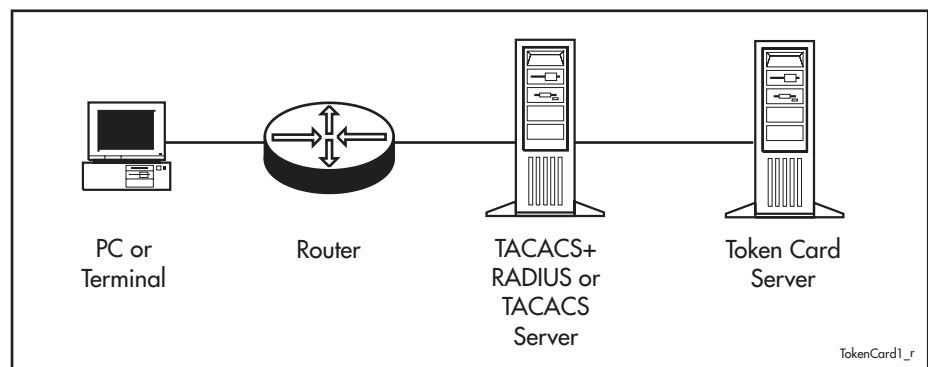 PC or
Terminal
Router
TACACS+
RADIUS or
TACACS
Server
Token Card
Server
TokenCard1_r